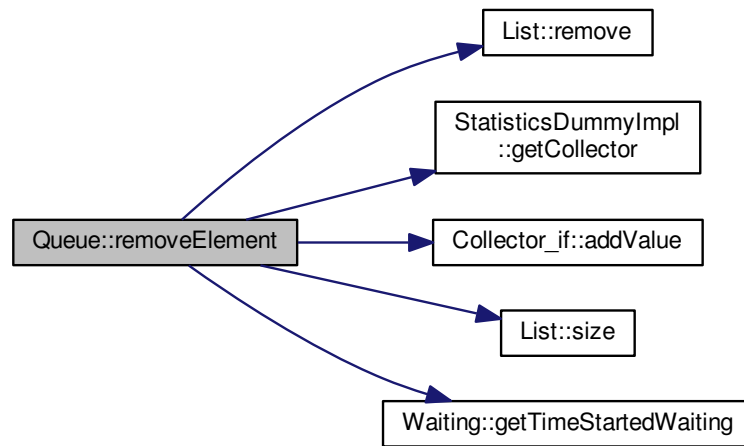 List::remove
StatisticsDummyImpl
::getCollector
Queue::removeElement
Collector_if::addValue
List::size
Waiting::getTimeStartedWaiting